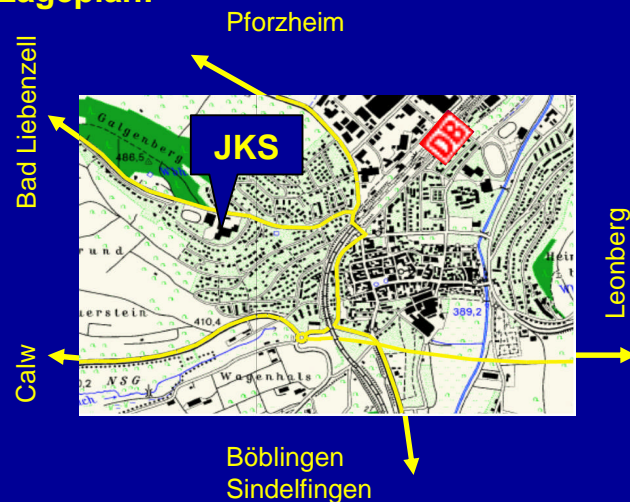 Lageplan:
Pforzheim
Bad Liebenzell
Galgenberg
486,5
JKS
DB
Leonberg
389,2
410,4
Calw
NSG
Wagenhals
Böblingen
Sindelfingen